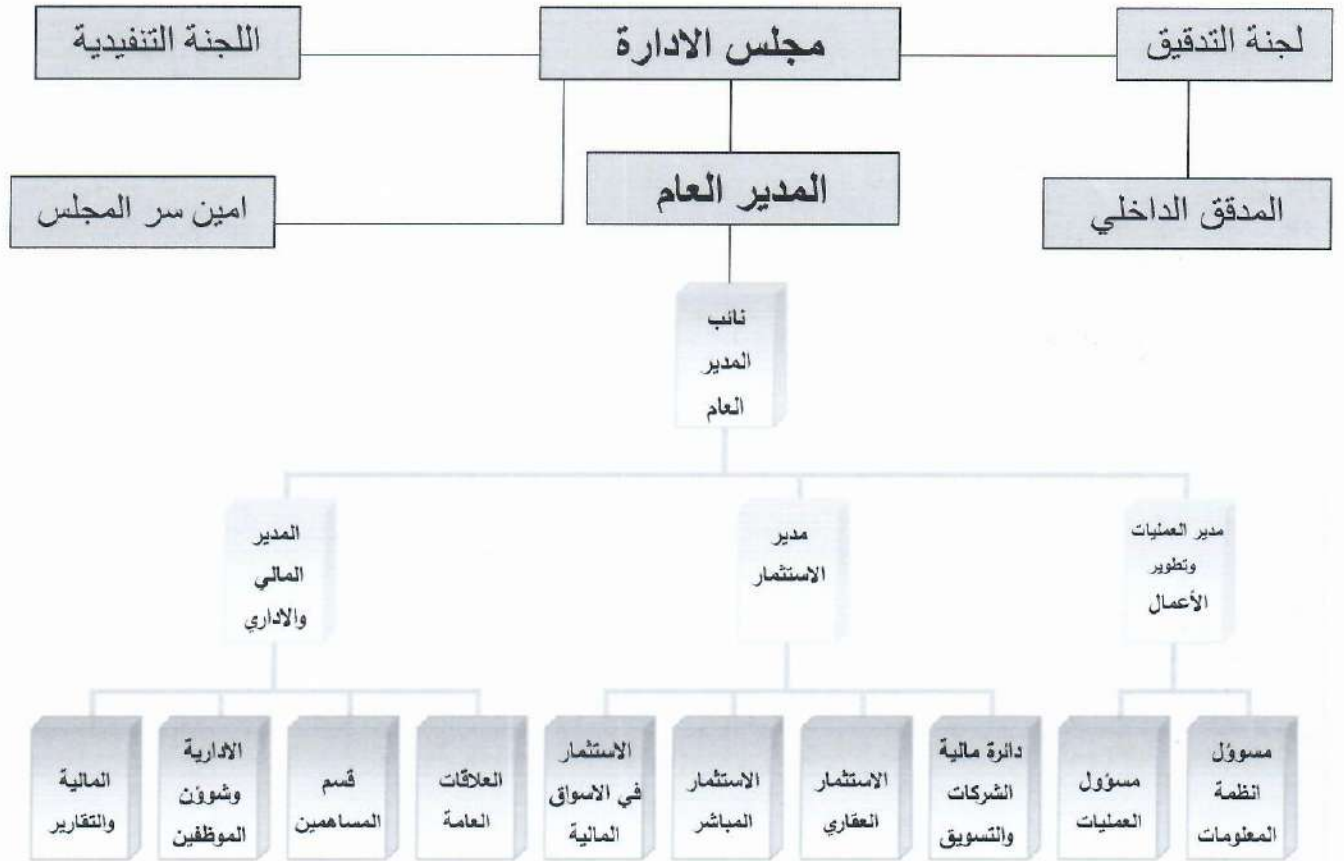 لجنة التدقيق
مجلس الادارة
اللجنة التنفيدية
المدقق الداخلي
المدير العام
امين سر المجلس
نائب
المدير
العام
مدير العمليات
وتطوير
الأعمال
مدير
الاستثمار
المدير
المالي
والاداري
مسوؤل
انظمة
المعلومات
مسؤول
العمليات
دائرة مالية
الشركات
والتسويق
الاستثمار
العقاري
الاستثمار
المباشر
الاستثمار
في الاسواق
المالية
العلاقات
العامة
قسم
المساهمين
الادارية
وشوؤن
الموظفين
المالية
والتقارير